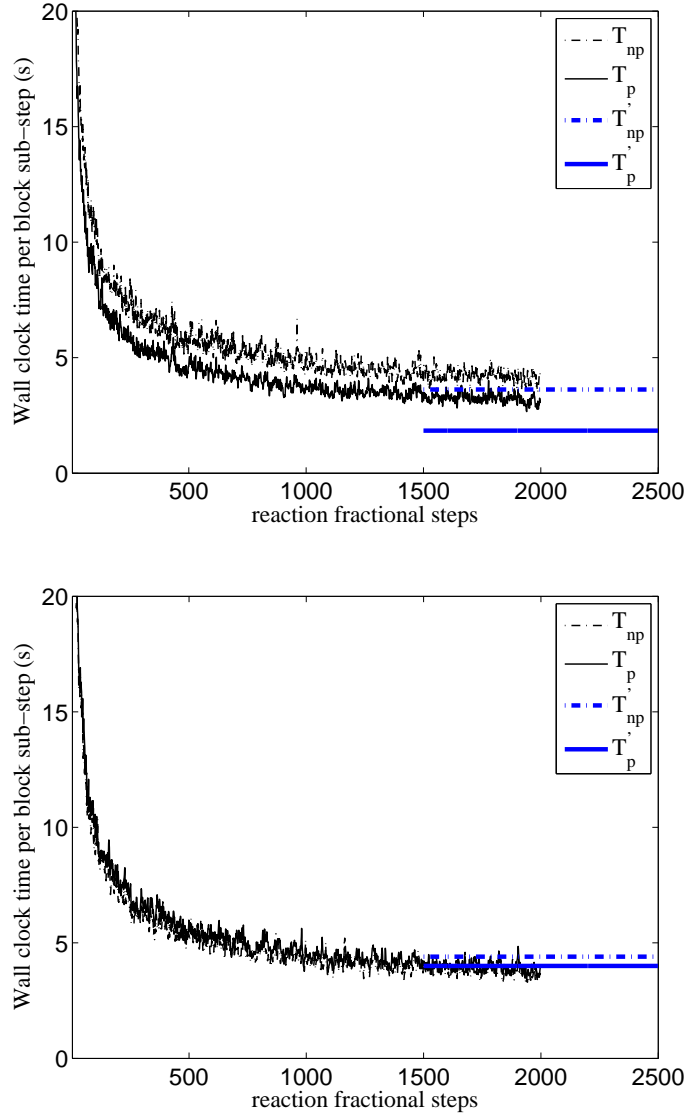 20
15
10
5
0
Wall clock time per block sub−step (s)
T_np
T_p
T'_np
T'_p
500
1000
1500
2000
2500
reaction fractional steps
20
15
10
5
0
Wall clock time per block sub−step (s)
T_np
T_p
T'_np
T'_p
500
1000
1500
2000
2500
reaction fractional steps